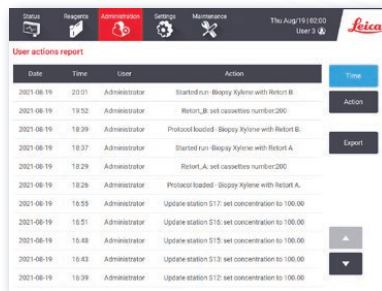 Status Reagents Administration Settings Maintenance
Thu Aug/19|02:00
User 3
Leica
User actions report
Date Time User Action
Time
2021-08-19 20:01 Administrator Started run -Biopsy Xylene with Retort B
2021-08-19 19:52 Administrator Retort_B: set cassettes number:200
Action
2021-08-19 18:39 Administrator Protocol loaded - Biopsy Xylene with Retort B.
2021-08-19 18:37 Administrator Started run -Biopsy Xylene with Retort A
Export
2021-08-19 18:29 Administrator Retort_A: set cassettes number:200
2021-08-19 18:26 Administrator Protocol loaded - Biopsy Xylene with Retort A.
2021-08-19 16:55 Administrator Update station S17: set concentration to 100.00
2021-08-19 16:51 Administrator Update station S16: set concentration to 100.00
2021-08-19 16:48 Administrator Update station S15: set concentration to 100.00
2021-08-19 16:43 Administrator Update station S13: set concentration to 100.00
2021-08-19 16:39 Administrator Update station S12: set concentration to 100.00